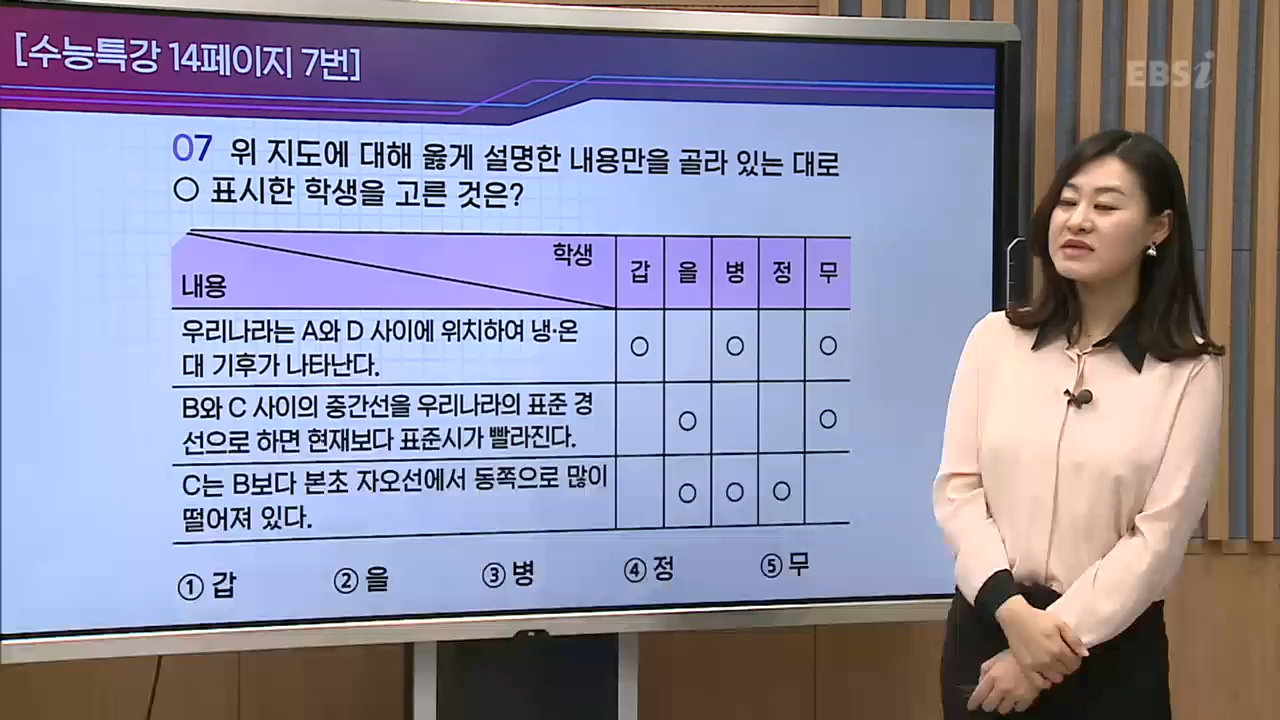 [수능특강 14페이지 7번]
EBSi
07 위 지도에 대해 옳게 설명한 내용만을 골라 있는 대로
○ 표시한 학생을 고른 것은?
학생
내용
갑 을 병 정 무
우리나라는 A와 D 사이에 위치하여 냉·온
대 기후가 나타난다.
○ ○ ○
B와 C 사이의 중간선을 우리나라의 표준 경
선으로 하면 현재보다 표준시가 빨라진다.
○ ○
C는 B보다 본초 자오선에서 동쪽으로 많이
떨어져 있다.
○ ○ ○
① 갑 ② 을 ③ 병 ④ 정 ⑤ 무